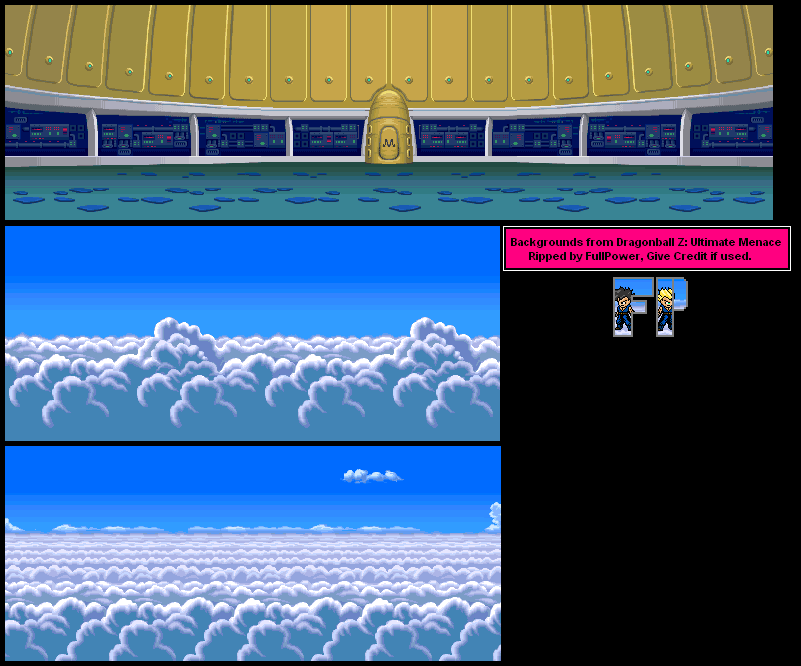 Backgrounds from Dragonball Z: Ultimate Menace
Ripped by FullPower, Give Credit if used.